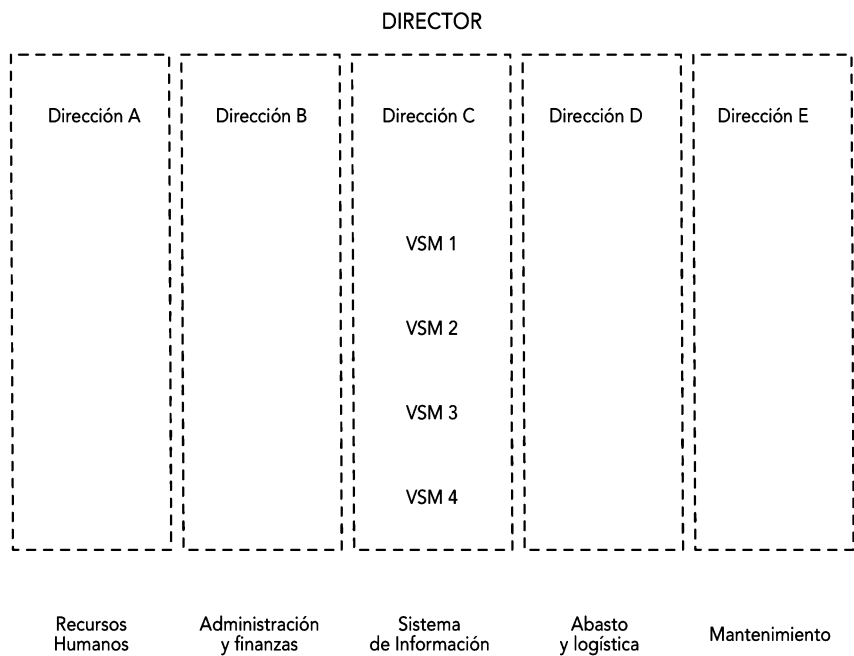 DIRECTOR
Dirección A
Dirección B
Dirección C
Dirección D
Dirección E
VSM 1
VSM 2
VSM 3
VSM 4
Recursos
Humanos
Administración
y finanzas
Sistema
de Información
Abasto
y logística
Mantenimiento